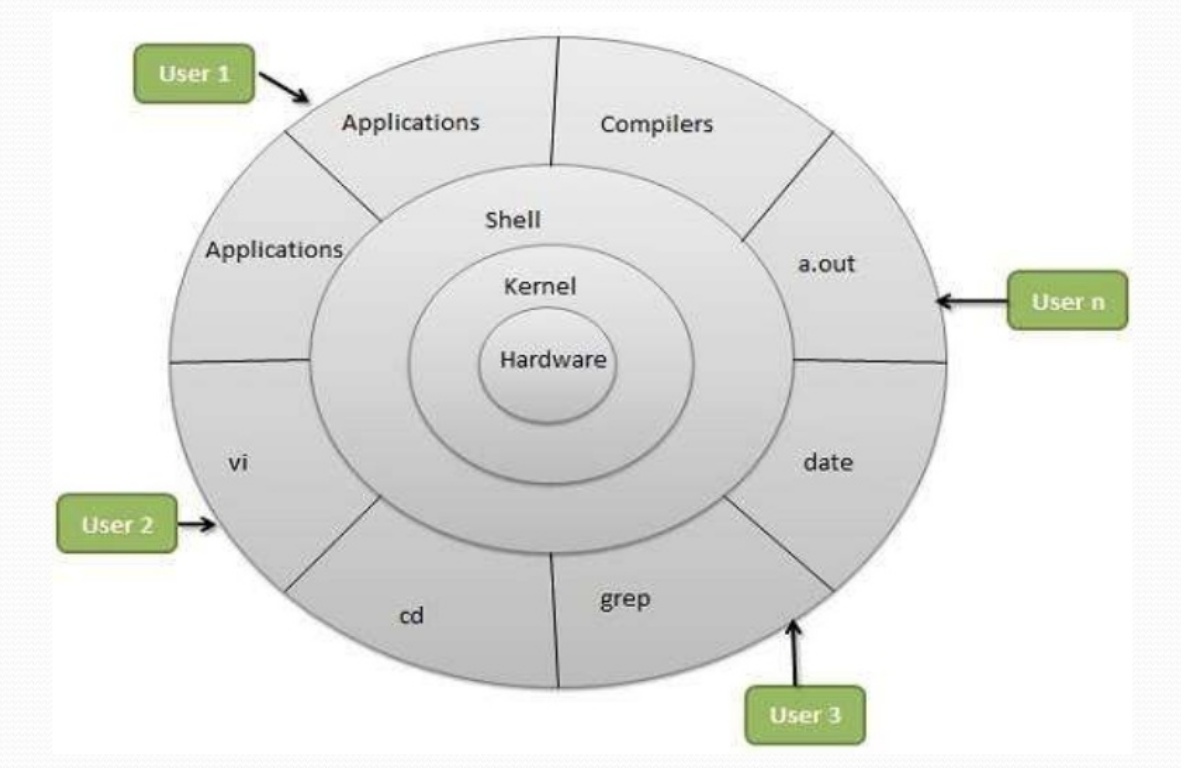 User 1
Applications
Compilers
Shell
Applications
a.out
Kernel
User n
Hardware
vi
date
User 2
cd
grep
User 3